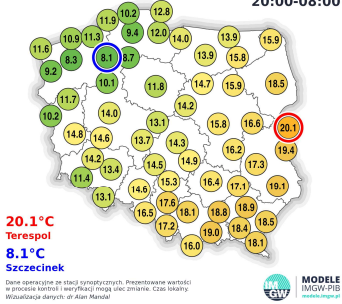 20:00-08:00
10.2 12.8
11.9
9.4 12.0 14.0 13.9 15.9
11.6 10.9 11.3
8.3 8.1 8.7 13.9 15.8
9.2
10.1 11.8 14.7 15.9 18.5
11.7
10.2 14.0 14.2
13.1 15.8 16.6 20.1
14.8 14.6
13.7 14.3 16.2 19.4
14.2 14.5 14.9 17.3
11.4 13.4
14.6 15.3 16.4 17.1 19.1
13.1
16.5 17.6 18.1 18.8 18.9
17.2 19.0 18.4 18.5
16.0 18.1
20.1°C
Terespol
8.1°C
Szczecinek
Dane operacyjne ze stacji synoptycznych. Prezentowane wartości
w procesie kontroli i weryfikacji mogą ulec zmianie. Czas lokalny.
Wizualizacja danych: dr Alan Mandal
IM
GW
MODELE
IMGW-PIB
modele.imgw.pl